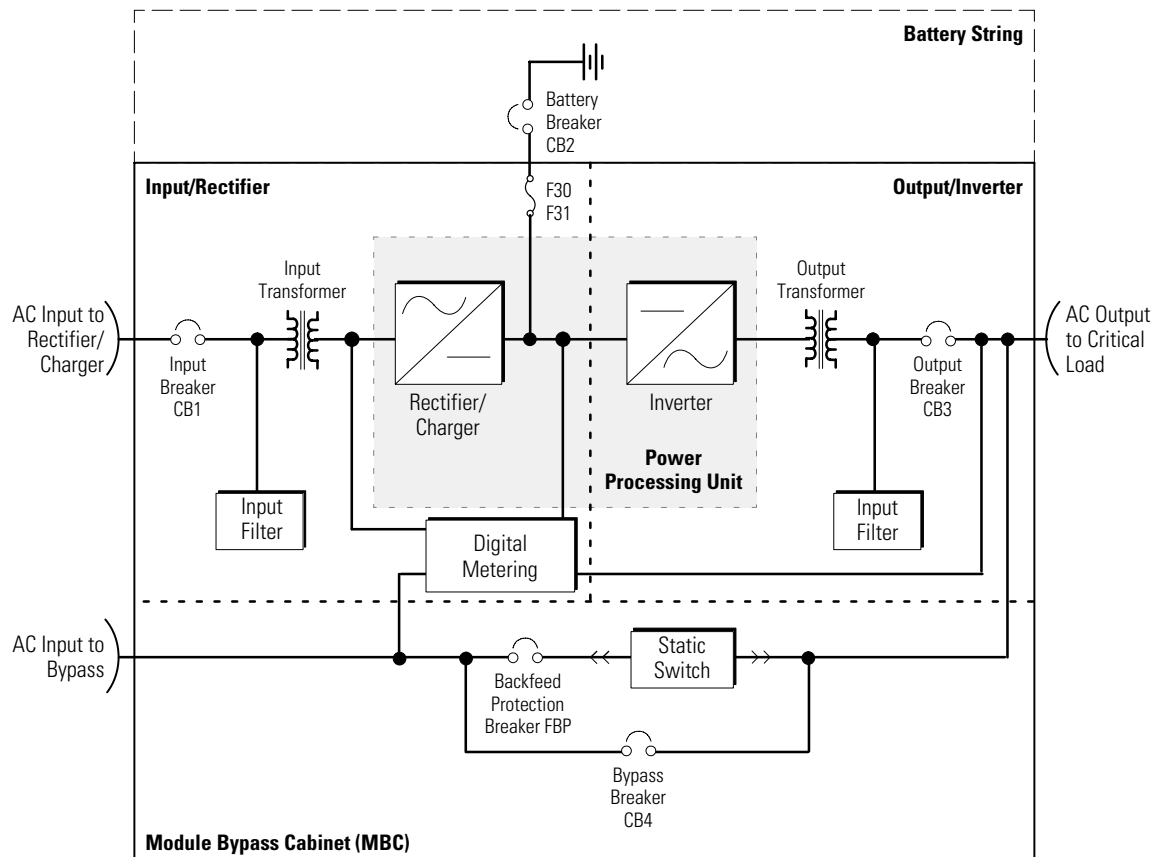 Battery String
Battery
Breaker
CB2
Input/Rectifier
Output/Inverter
F30
F31
Input
Transformer
Output
Transformer
AC Input to
Rectifier/
Charger
AC Output
to Critical
Load
Input
Breaker
CB1
Output
Breaker
CB3
Rectifier/
Charger
Inverter
Power
Processing Unit
Input
Filter
Input
Filter
Digital
Metering
AC Input to
Bypass
Static
Switch
Backfeed
Protection
Breaker FBP
Bypass
Breaker
CB4
Module Bypass Cabinet (MBC)